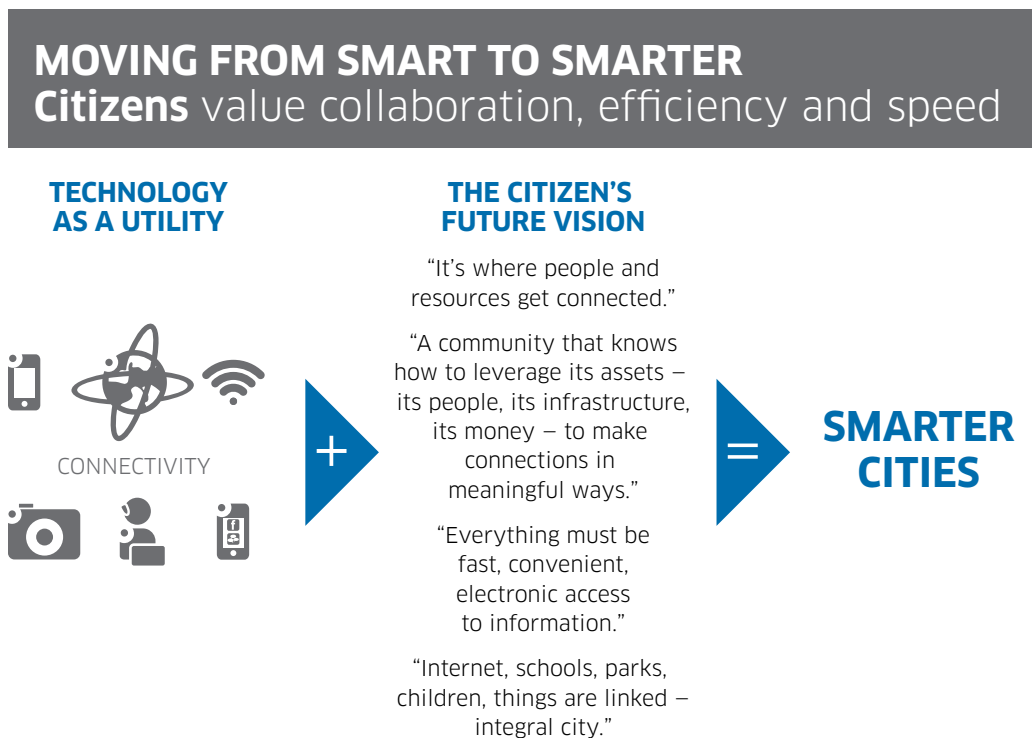 MOVING FROM SMART TO SMARTER
Citizens value collaboration, efficiency and speed
TECHNOLOGY
AS A UTILITY
CONNECTIVITY
f
+
THE CITIZEN’S
FUTURE VISION
“It’s where people and
resources get connected.”
“A community that knows
how to leverage its assets –
its people, its infrastructure,
its money – to make
connections in
meaningful ways.”
“Everything must be
fast, convenient,
electronic access
to information.”
“Internet, schools, parks,
children, things are linked –
integral city.”
=
SMARTER
CITIES